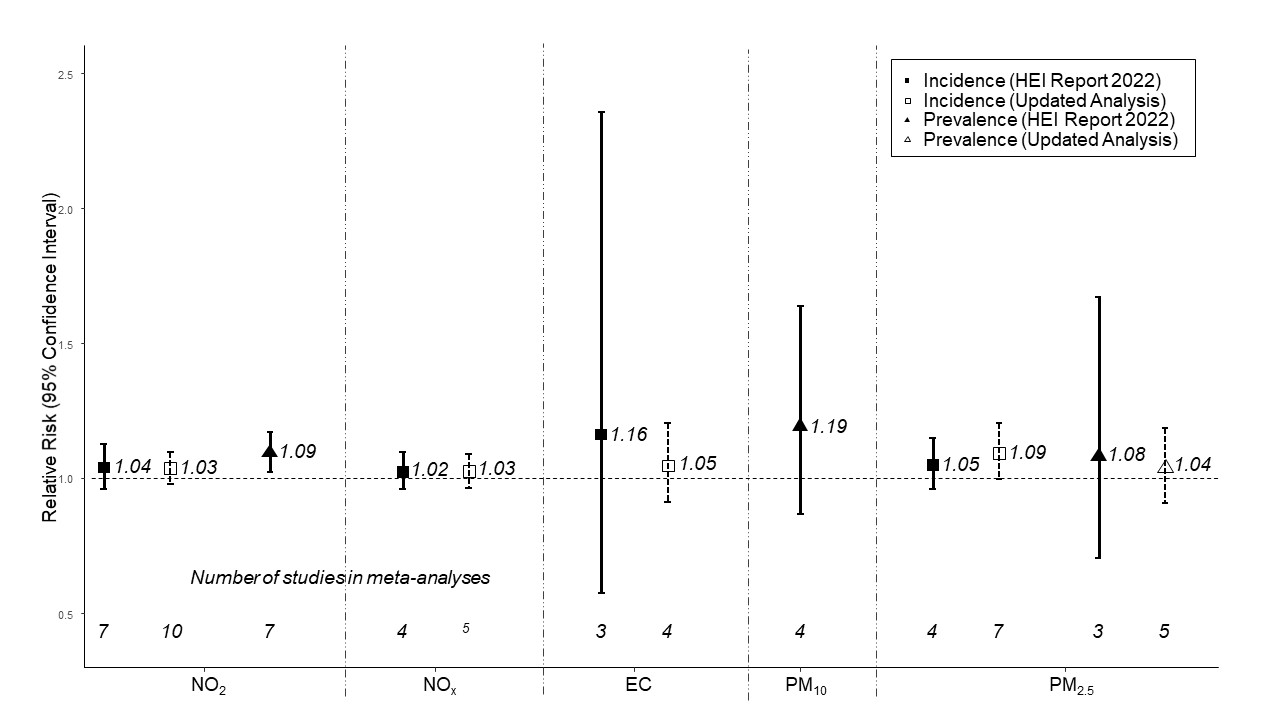 2.5
Incidence (HEI Report 2022)
Incidence (Updated Analysis)
Prevalence (HEI Report 2022)
Prevalence (Updated Analysis)
Relative Risk (95% Confidence Interval)
2.0
1.5
1.16
1.19
1.04
1.03
1.09
1.02
1.03
1.05
1.05
1.09
1.08
1.04
1.0
Number of studies in meta-analyses
0.5
7 10 7 4 5 3 4 4 4 7 3 5
NO2 NOx EC PM10 PM2.5